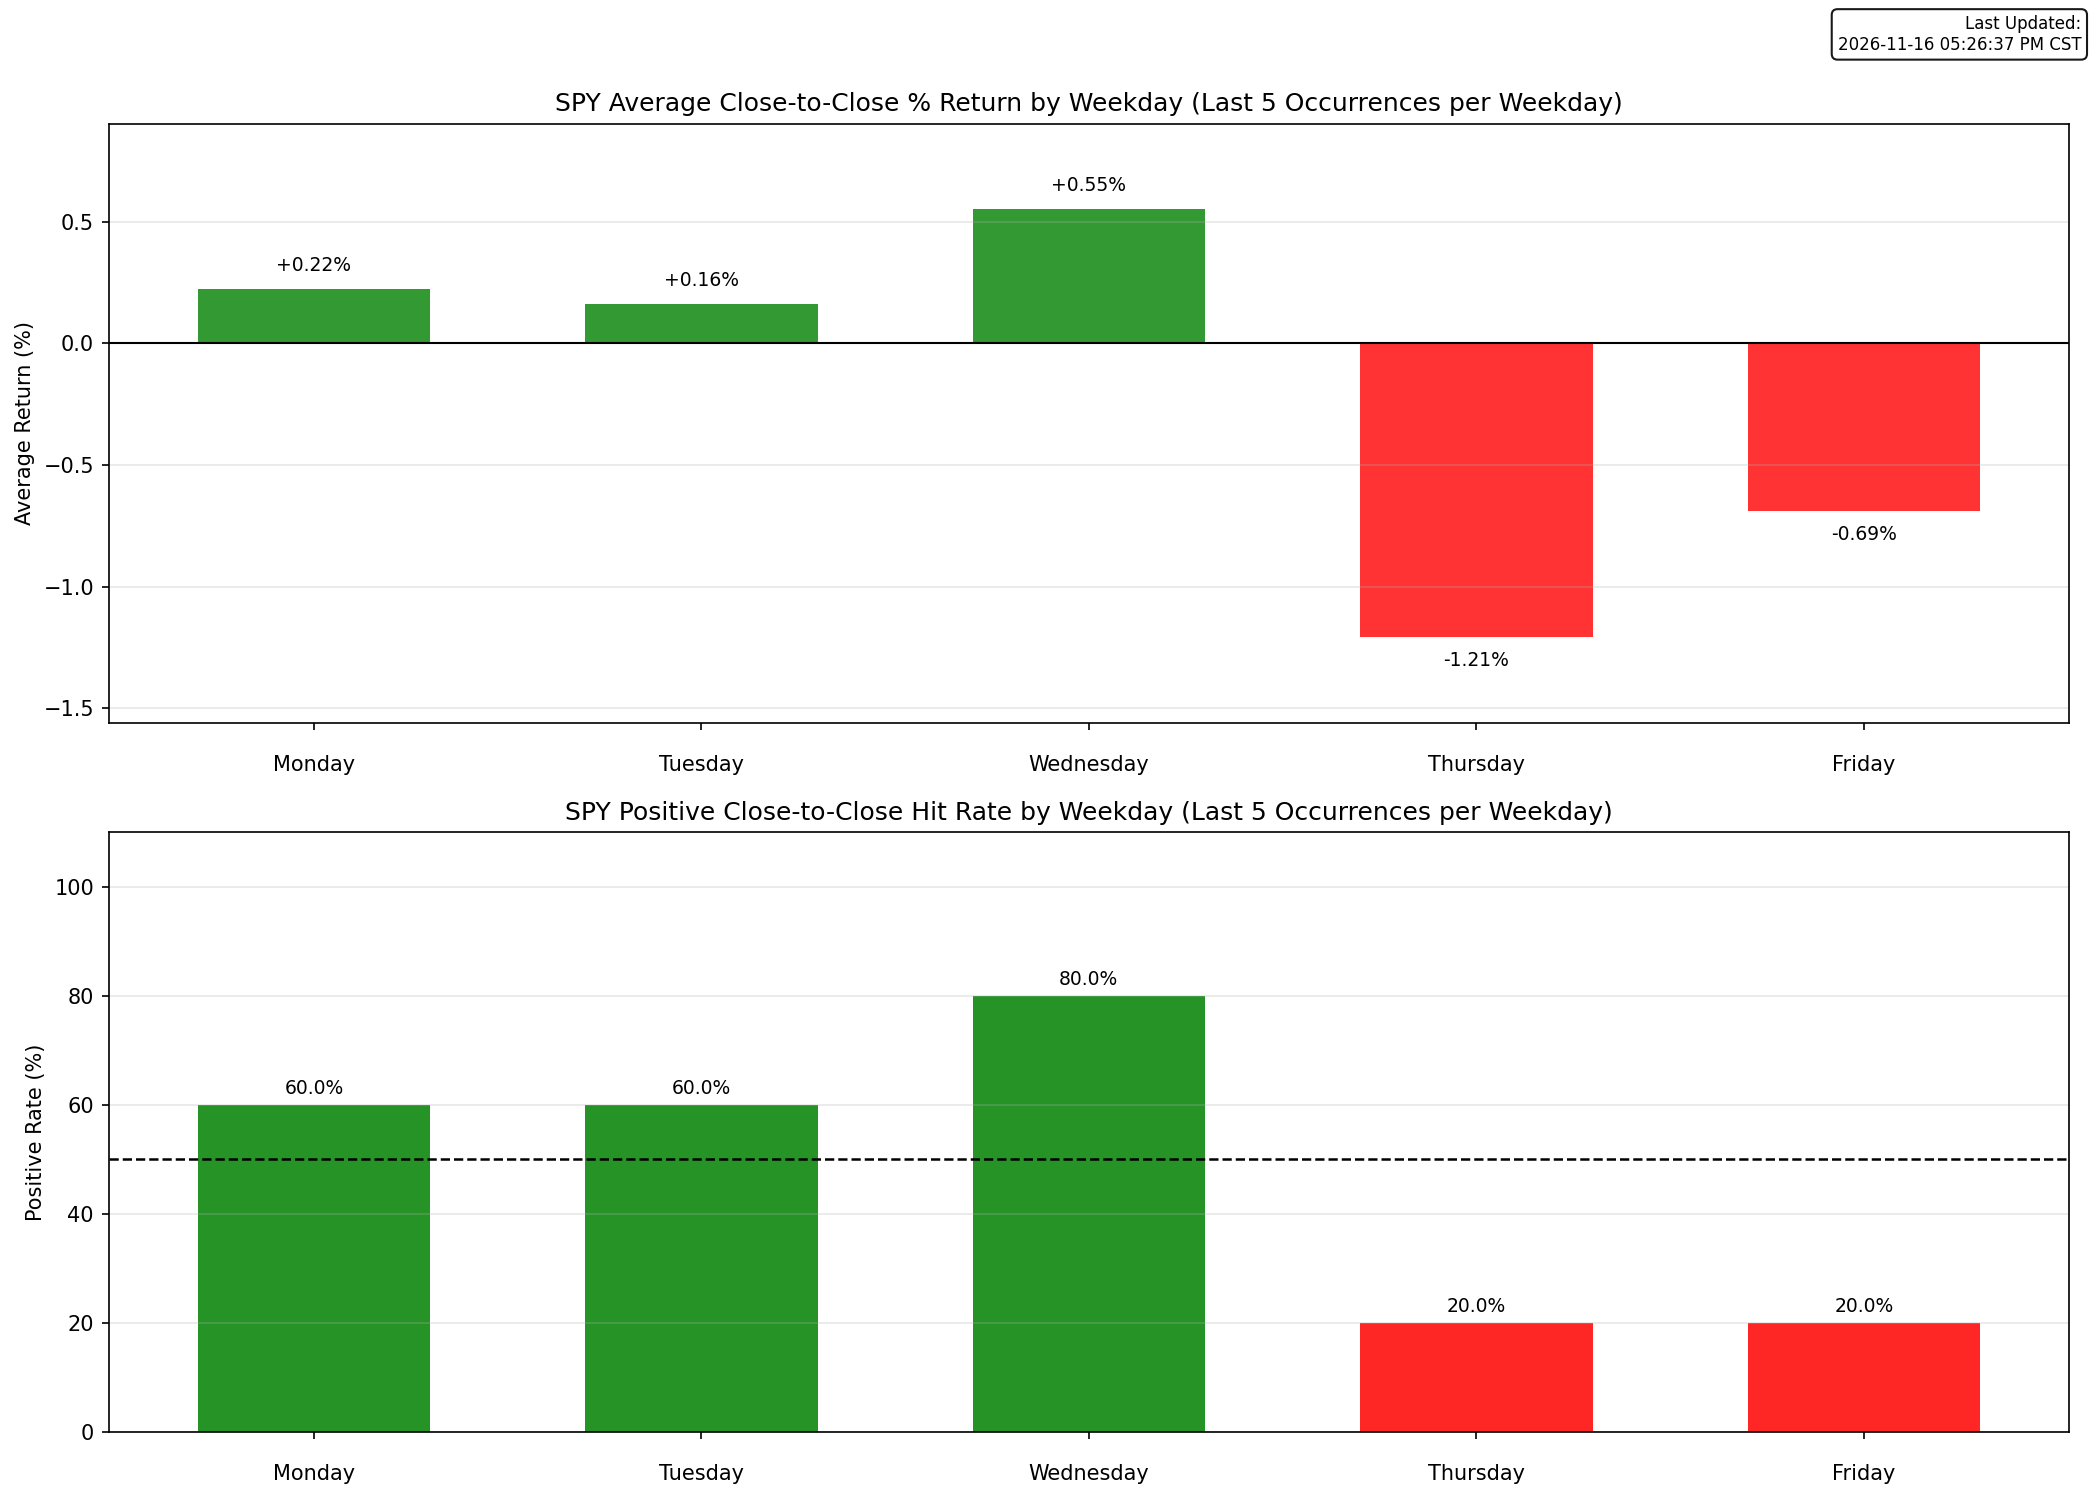 Last Updated:
2026-11-16 05:26:37 PM CST
SPY Average Close-to-Close % Return by Weekday (Last 5 Occurrences per Weekday)
Average Return (%)
0.5
0.0
−0.5
−1.0
−1.5
+0.22%
+0.16%
+0.55%
-1.21%
-0.69%
Monday
Tuesday
Wednesday
Thursday
Friday
SPY Positive Close-to-Close Hit Rate by Weekday (Last 5 Occurrences per Weekday)
Positive Rate (%)
100
80
60
40
20
0
60.0%
60.0%
80.0%
20.0%
20.0%
Monday
Tuesday
Wednesday
Thursday
Friday